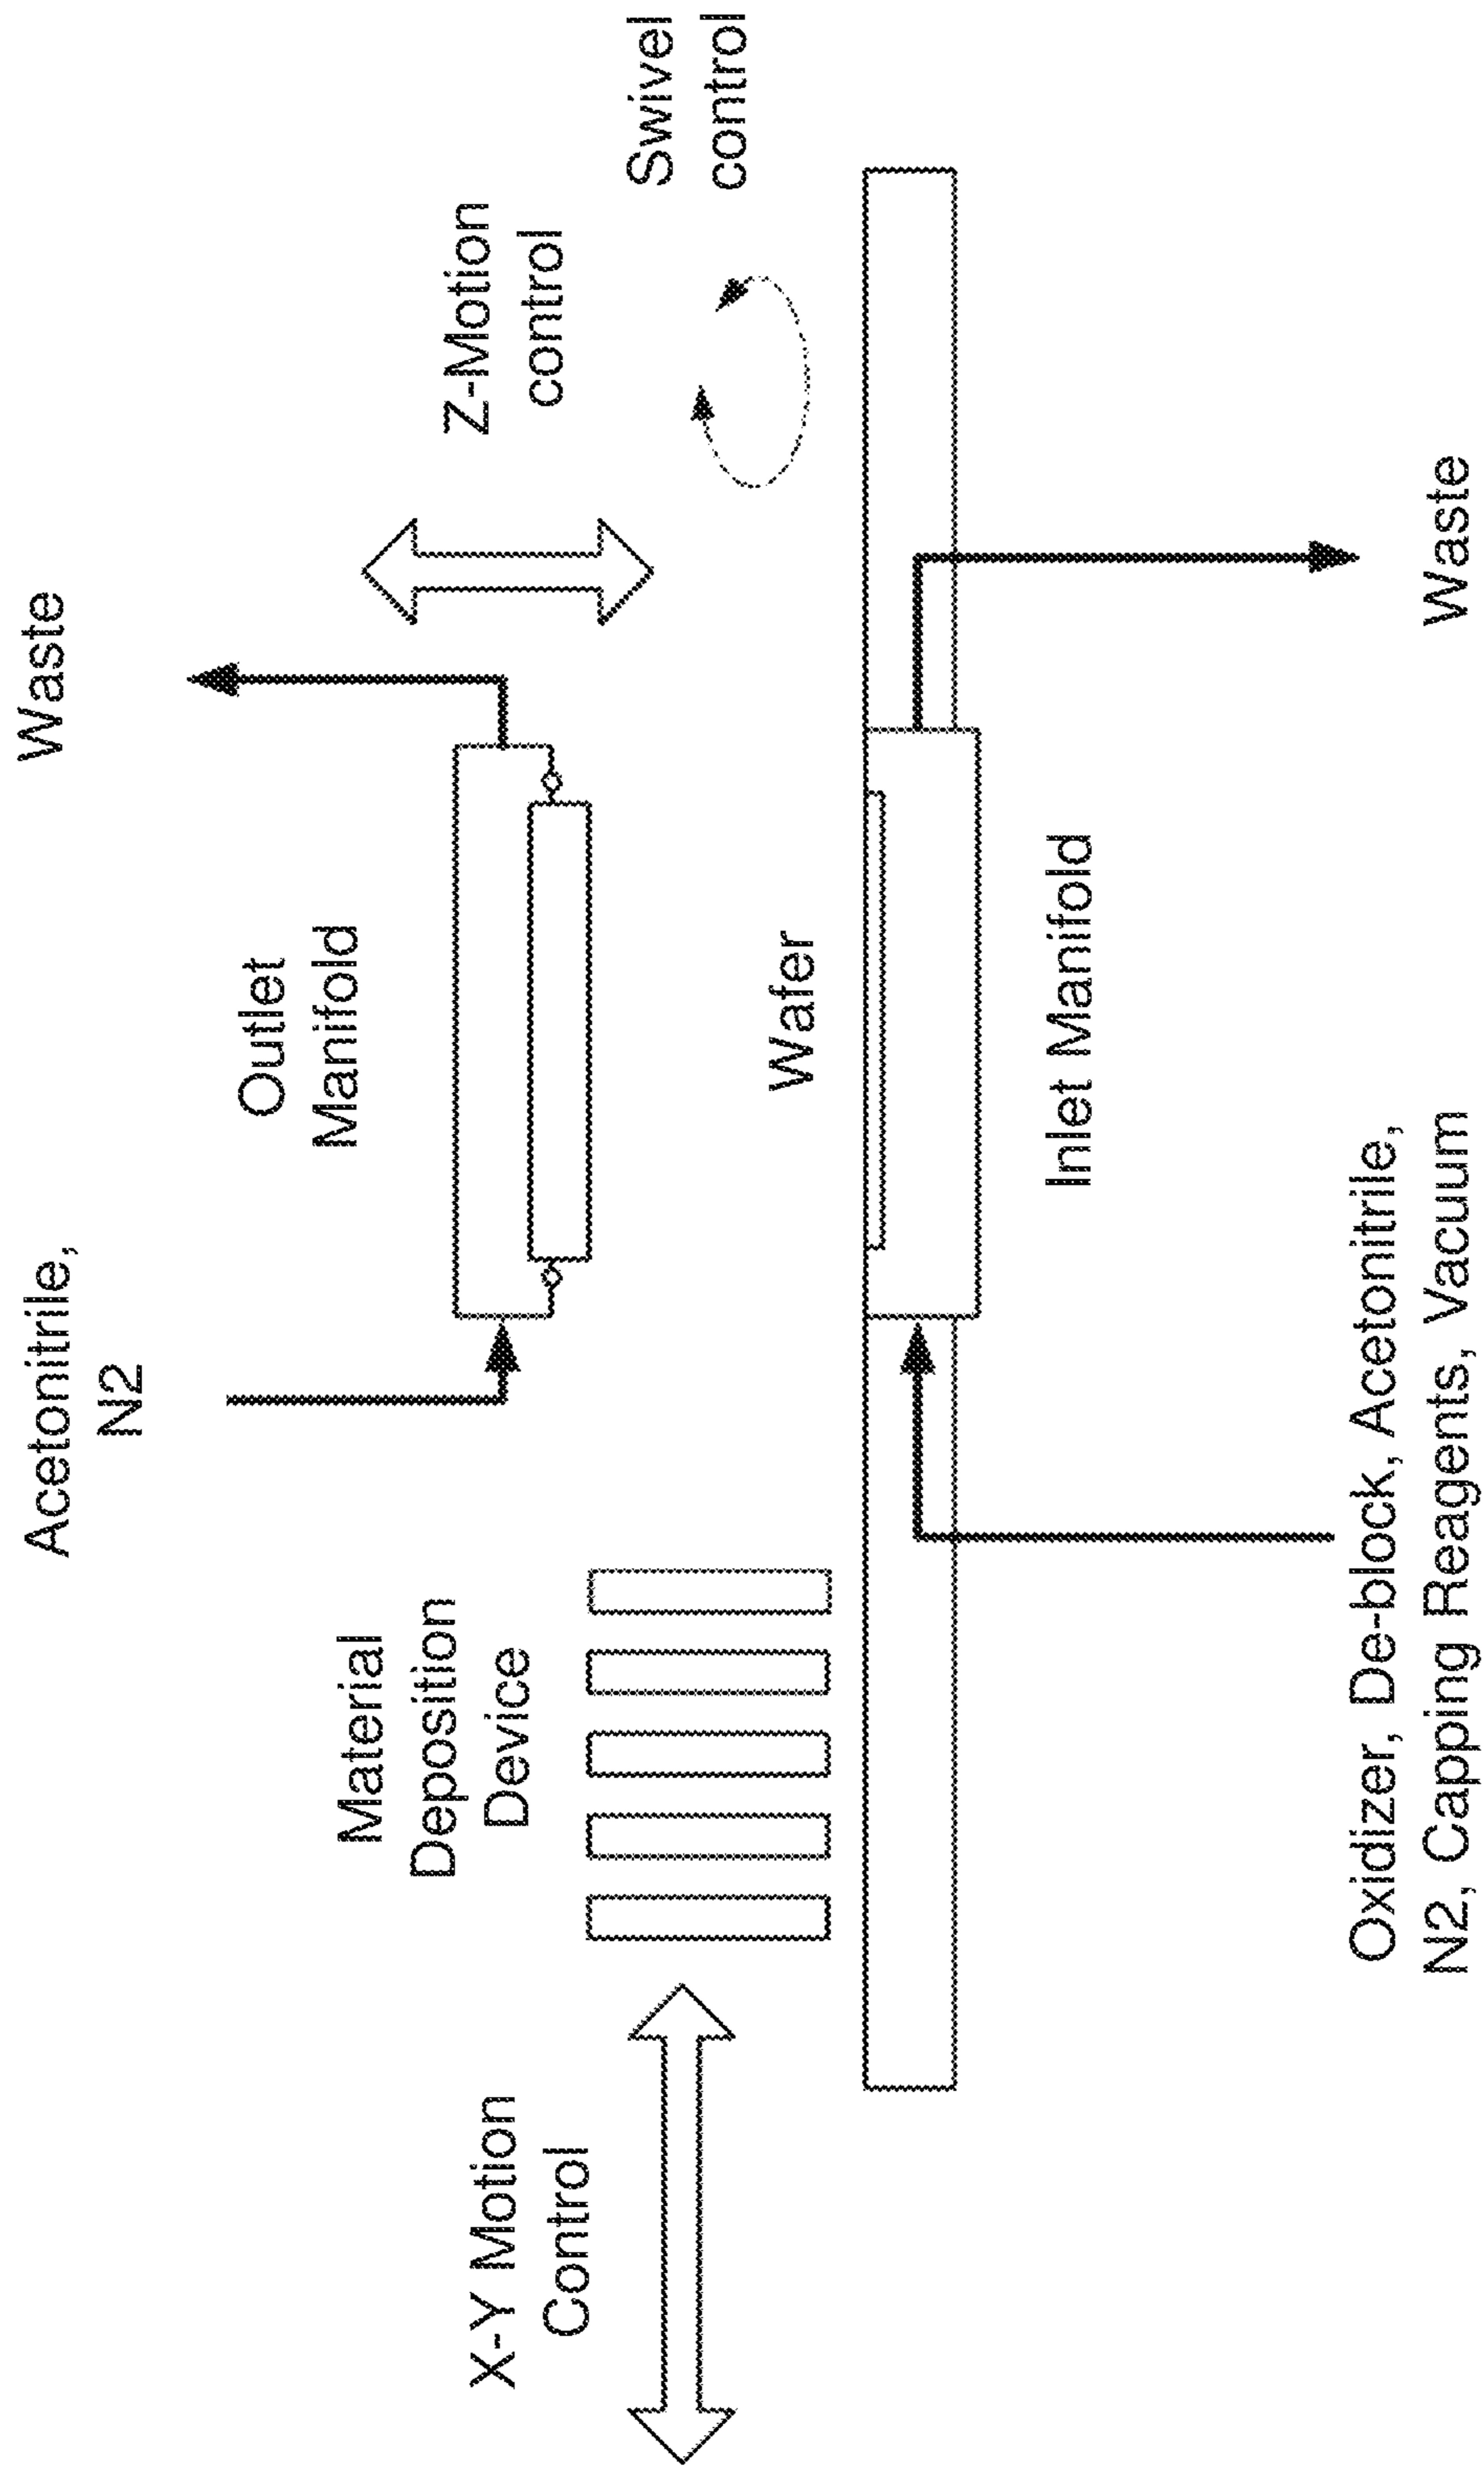 Acetonitrile,
N2
Waste
Outlet
Manifold
Material
Deposition
Device
Z-Motion
control
X-Y Motion
Control
Swivel
control
Wafer
Inlet Manifold
Oxidizer, De-block, Acetonitrile,
N2, Capping Reagents, Vacuum
Waste